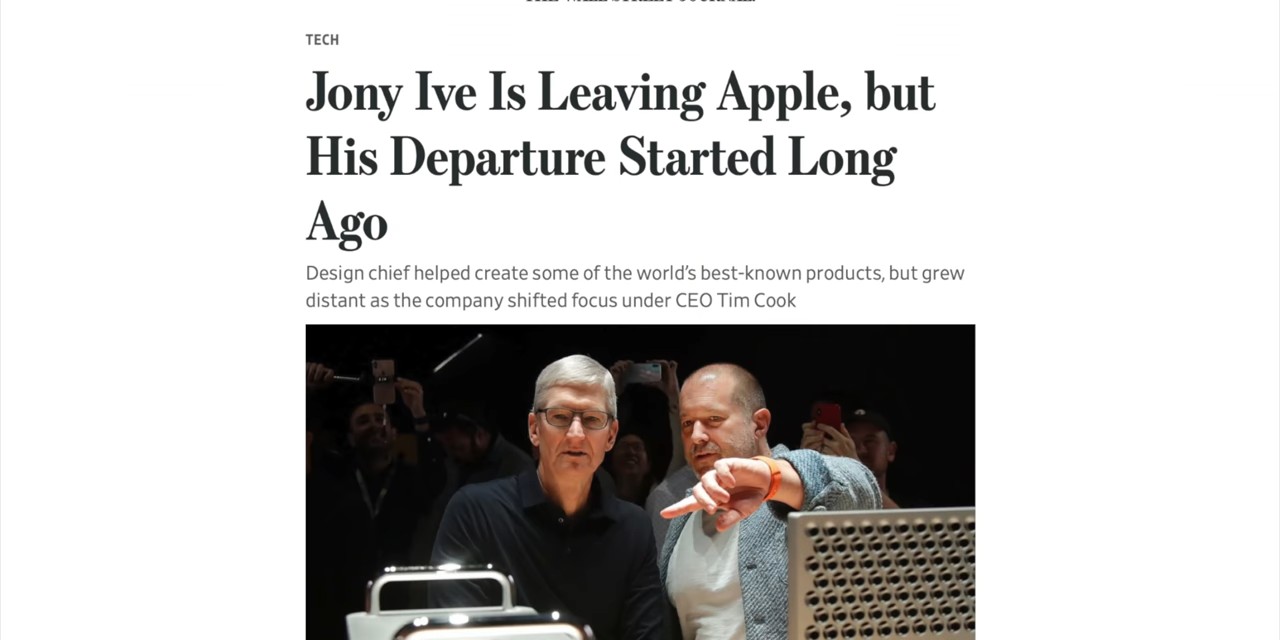 TECH
Jony Ive Is Leaving Apple, but
His Departure Started Long
Ago
Design chief helped create some of the world’s best-known products, but grew
distant as the company shifted focus under CEO Tim Cook